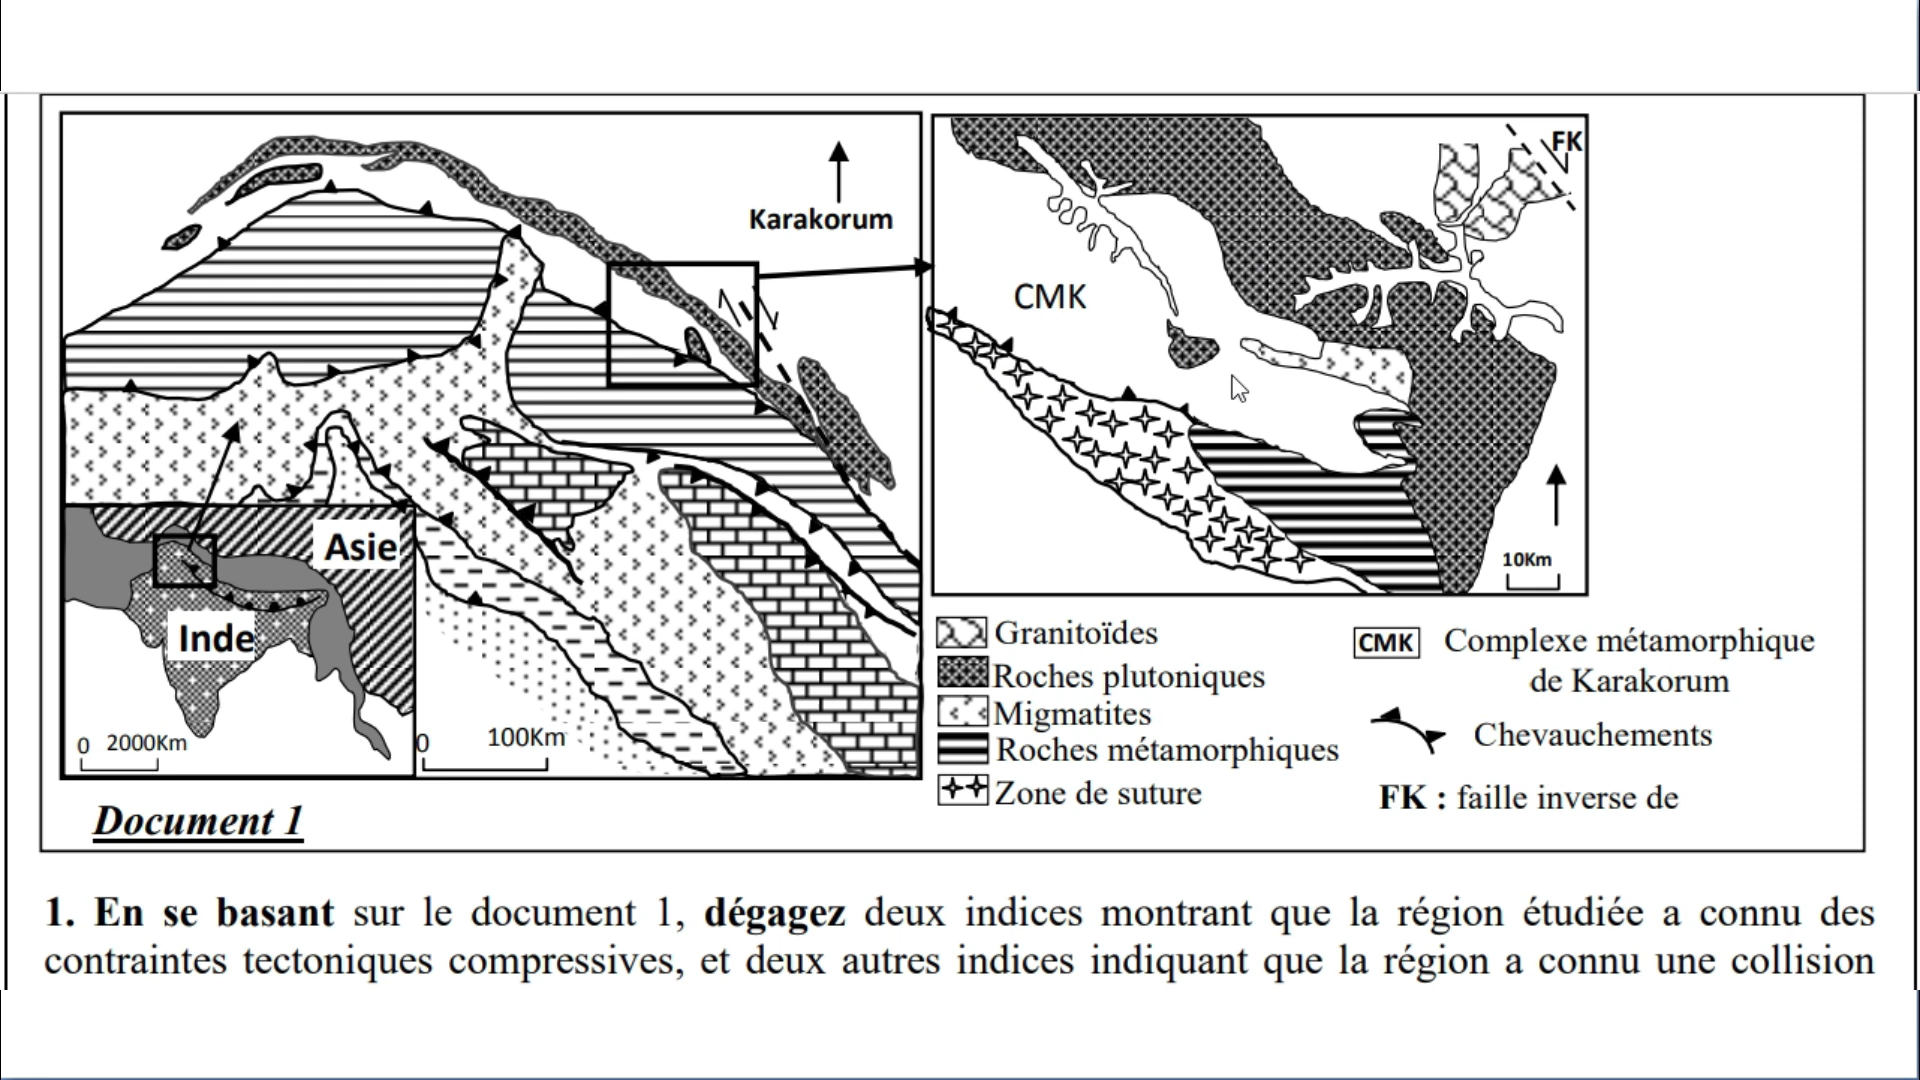 Karakorum
Asie
Inde
0 2000Km
0 100Km
FK
CMK
10Km
Granitoïdes
Roches plutoniques
Migmatites
Roches métamorphiques
Zone de suture
CMK Complexe métamorphique
de Karakorum
Chevauchements
FK : faille inverse de
Document 1
1. En se basant sur le document 1, dégagez deux indices montrant que la région étudiée a connu des
contraintes tectoniques compressives, et deux autres indices indiquant que la région a connu une collision